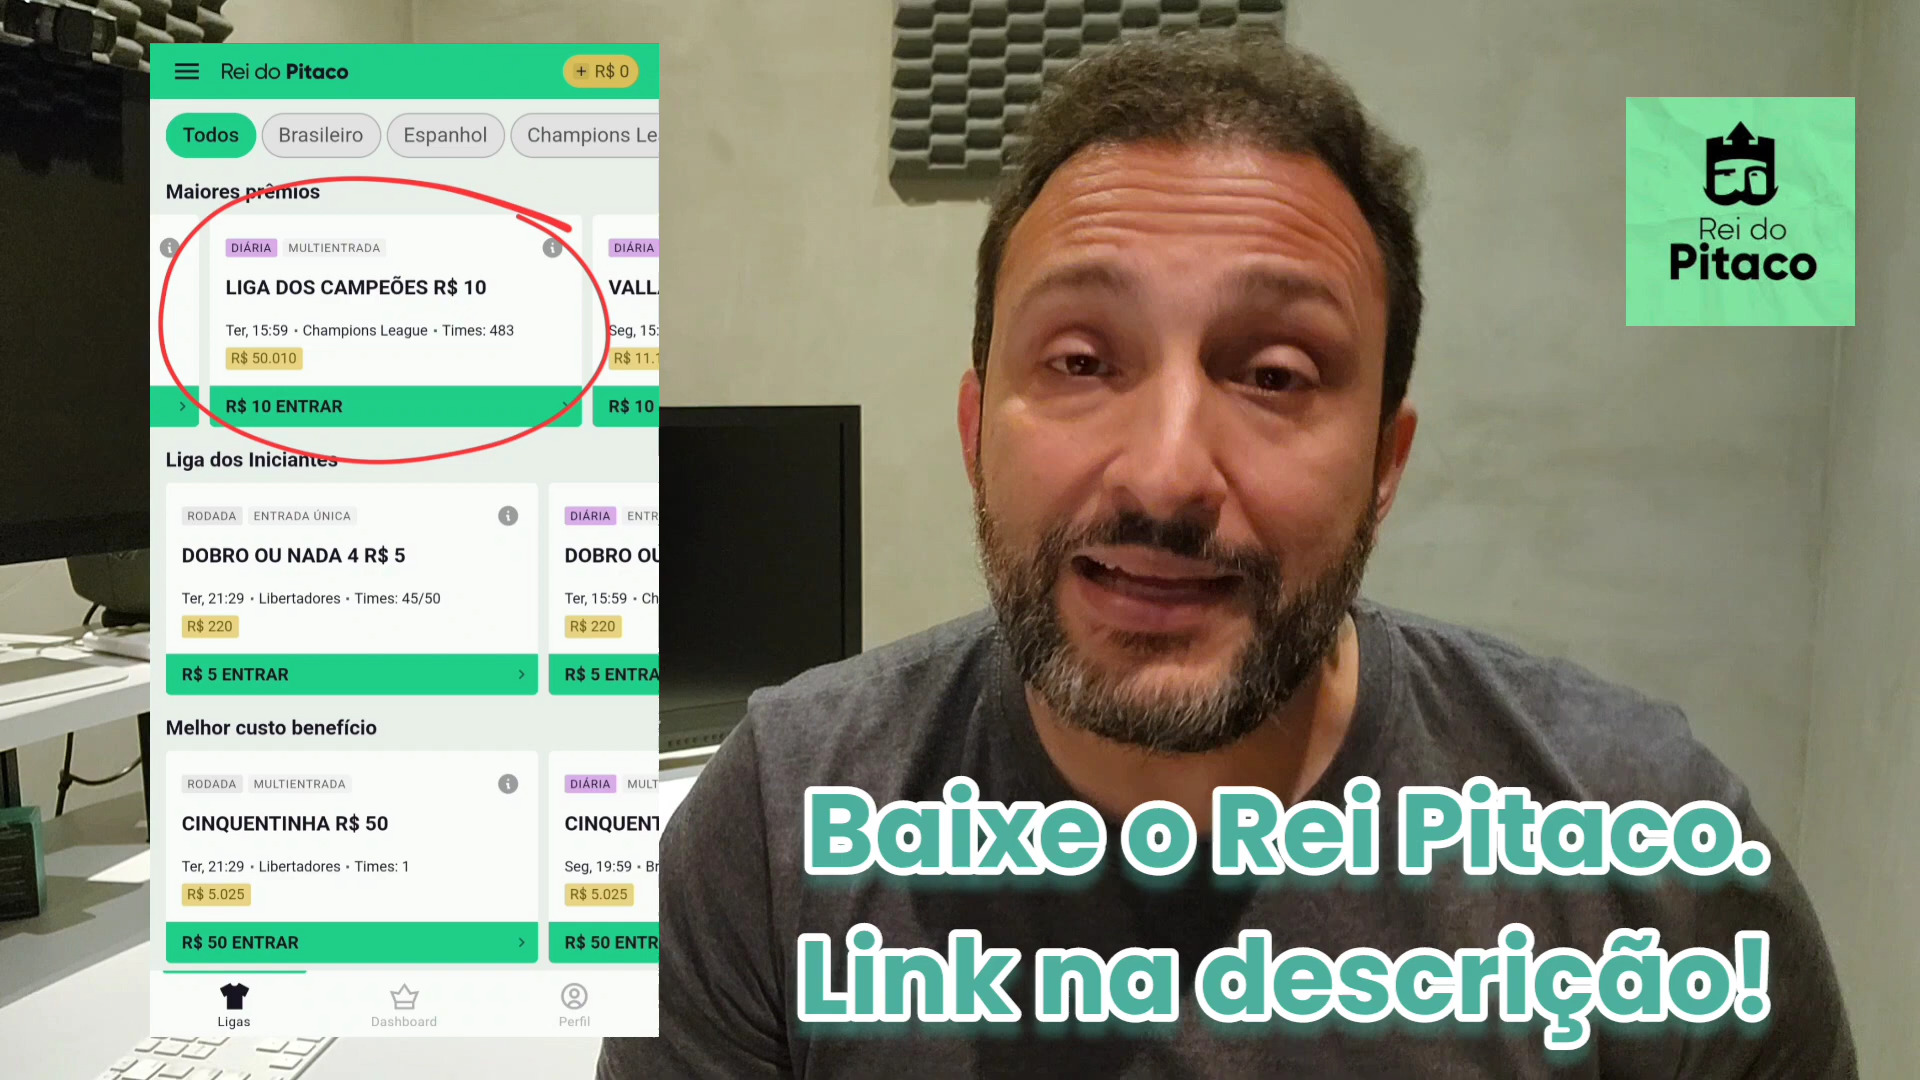 Rei do Pitaco
+ R$ 0
Todos
Brasileiro
Espanhol
Champions Le
Maiores prêmios
DIÁRIA MULTIENTRADA
LIGA DOS CAMPEÕES R$ 10
Ter, 15:59 • Champions League • Times: 483
R$ 50.010
R$ 10 ENTRAR
DIÁRIA
VALL
Seg, 15:
R$ 11.1
R$ 10
Liga dos Iniciantes
RODADA ENTRADA ÚNICA
DOBRO OU NADA 4 R$ 5
Ter, 21:29 • Libertadores • Times: 45/50
R$ 220
R$ 5 ENTRAR
DIÁRIA ENTR
DOBRO OU
Ter, 15:59 • Ch
R$ 220
R$ 5 ENTRA
Melhor custo benefício
RODADA MULTIENTRADA
CINQUENTINHA R$ 50
Ter, 21:29 • Libertadores • Times: 1
R$ 5.025
R$ 50 ENTRAR
DIÁRIA MULT
CINQUENT
Seg, 19:59 • Br
R$ 5.025
R$ 50 ENTR
Ligas
Dashboard
Perfil
Rei do
Pitaco
Baixe o Rei Pitaco.
Link na descrição!